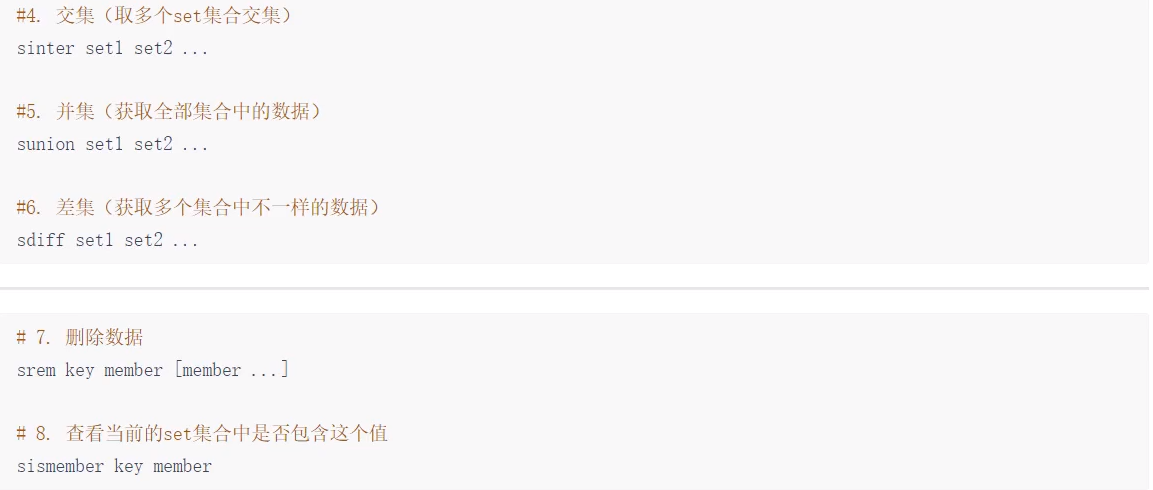 #4. 交集（取多个set集合交集）
sinter set1 set2 ...
#5. 并集（获取全部集合中的数据）
sunion set1 set2 ...
#6. 差集（获取多个集合中不一样的数据）
sdiff set1 set2 ...
# 7. 删除数据
srem key member [member ...]
# 8. 查看当前的set集合中是否包含这个值
sismember key member